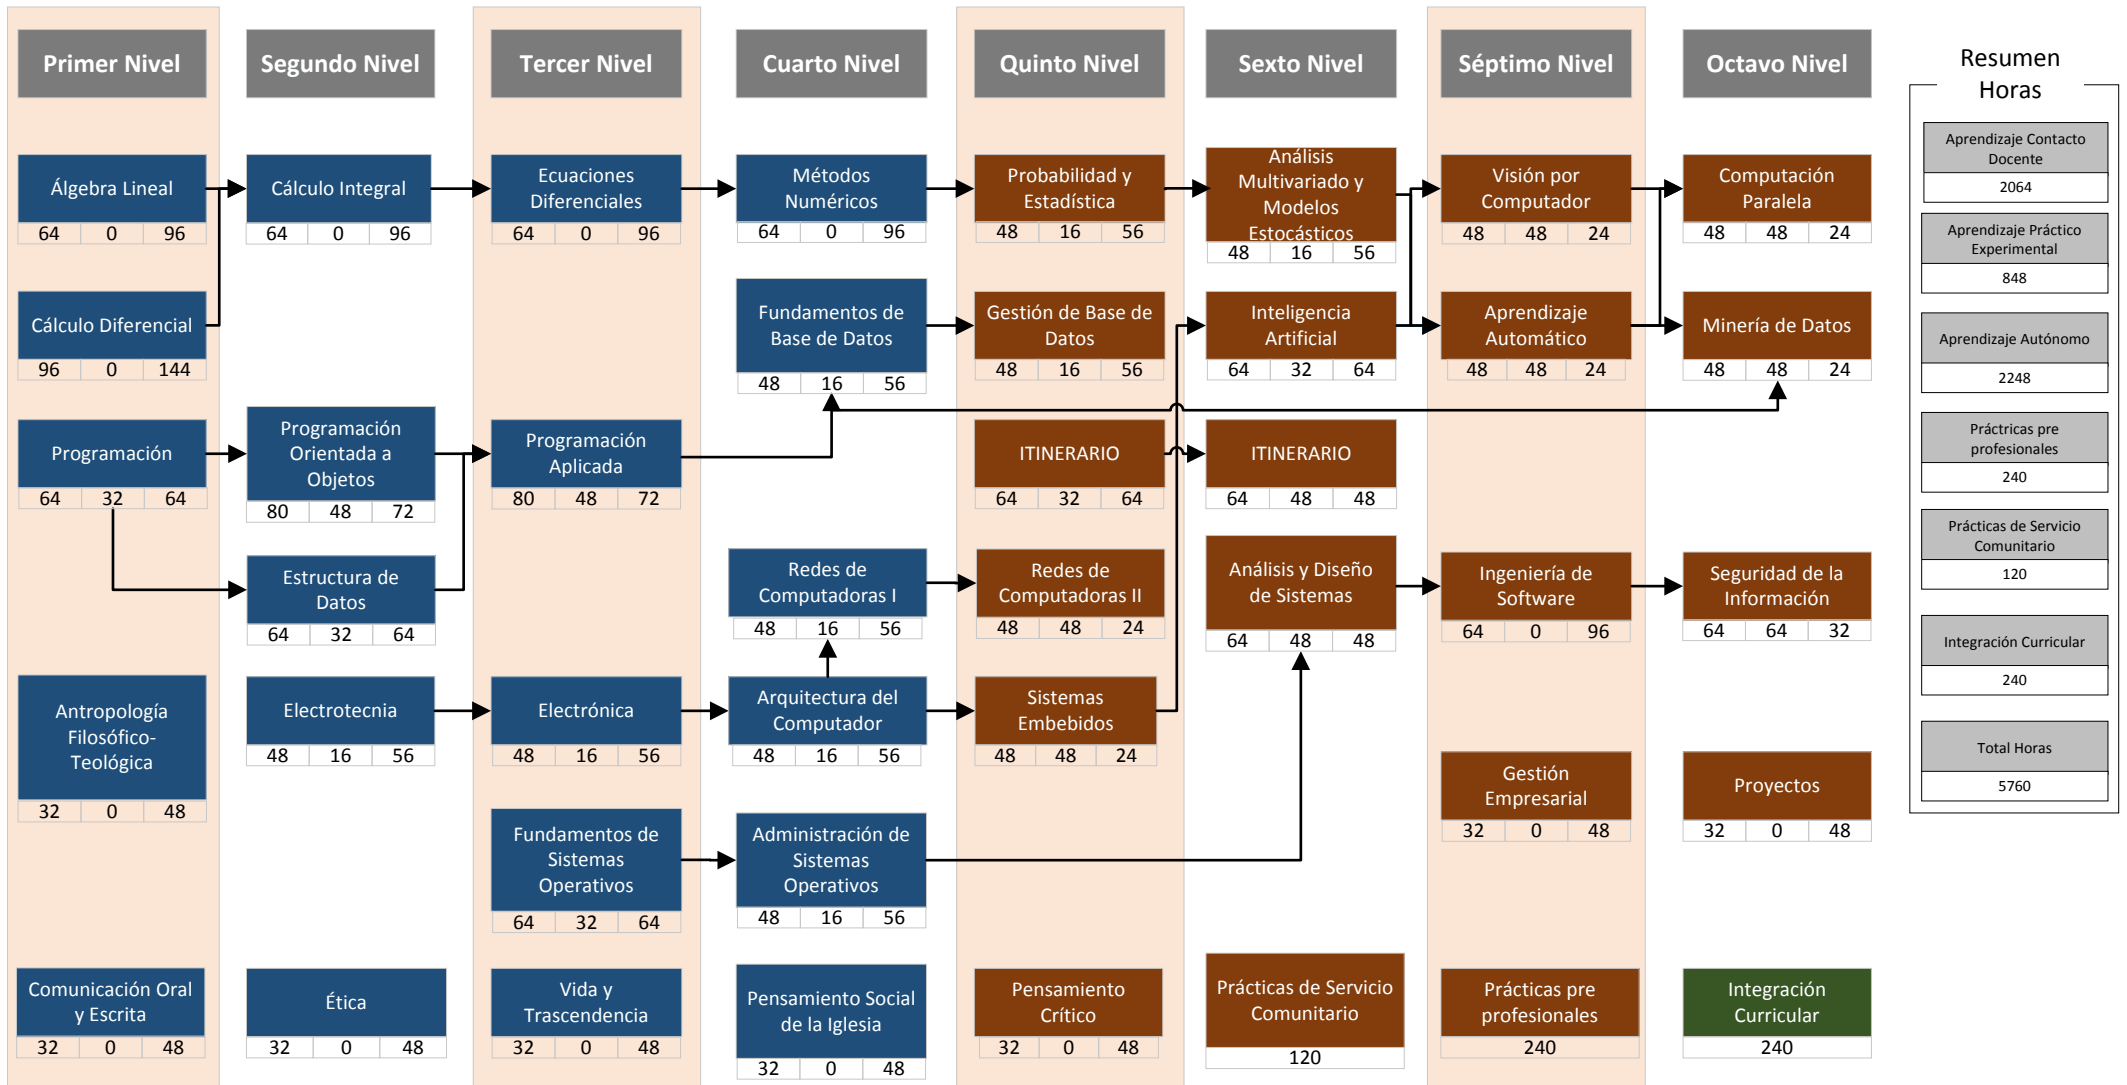 Primer Nivel
Segundo Nivel
Tercer Nivel
Cuarto Nivel
Quinto Nivel
Sexto Nivel
Séptimo Nivel
Octavo Nivel
Álgebra Lineal
64 0 96
Cálculo Diferencial
96 0 144
Programación
64 32 64
Antropología
Filosófico-
Teológica
32 0 48
Comunicación Oral
y Escrita
32 0 48
Cálculo Integral
64 0 96
Programación
Orientada a
Objetos
80 48 72
Estructura de
Datos
64 32 64
Electrotecnia
48 16 56
Ética
32 0 48
Ecuaciones
Diferenciales
64 0 96
Programación
Aplicada
80 48 72
Electrónica
48 16 56
Fundamentos de
Sistemas
Operativos
64 32 64
Vida y
Trascendencia
32 0 48
Métodos
Numéricos
64 0 96
Fundamentos de
Base de Datos
48 16 56
Redes de
Computadoras I
48 16 56
Arquitectura del
Computador
48 16 56
Administración de
Sistemas
Operativos
48 16 56
Pensamiento Social
de la Iglesia
32 0 48
Probabilidad y
Estadística
48 16 56
Gestión de Base de
Datos
48 16 56
ITINERARIO
64 32 64
Redes de
Computadoras II
48 48 24
Sistemas
Embebidos
48 48 24
Pensamiento
Crítico
32 0 48
Análisis
Multivariado y
Modelos
Estocásticos
48 16 56
Inteligencia
Artificial
64 32 64
ITINERARIO
64 48 48
Análisis y Diseño
de Sistemas
64 48 48
Prácticas de Servicio
Comunitario
120
Visión por
Computador
48 48 24
Aprendizaje
Automático
48 48 24
Ingeniería de
Software
64 0 96
Gestión
Empresarial
32 0 48
Prácticas pre
profesionales
240
Computación
Paralela
48 48 24
Minería de Datos
48 48 24
Seguridad de la
Información
64 64 32
Proyectos
32 0 48
Integración
Curricular
240
Resumen
Horas
Aprendizaje Contacto
Docente
2064
Aprendizaje Práctico
Experimental
848
Aprendizaje Autónomo
2248
Práctricas pre
profesionales
240
Prácticas de Servicio
Comunitario
120
Integración Curricular
240
Total Horas
5760